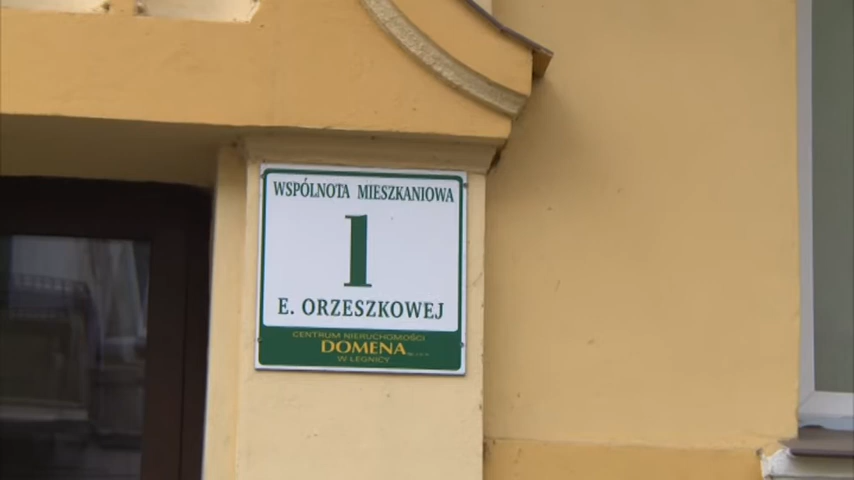 WSPÓLNOTA MIESZKANIOWA
1
E. ORZESZKOWEJ
CENTRUM NIERUCHOMOŚCI
DOMENA
W LEGNICY